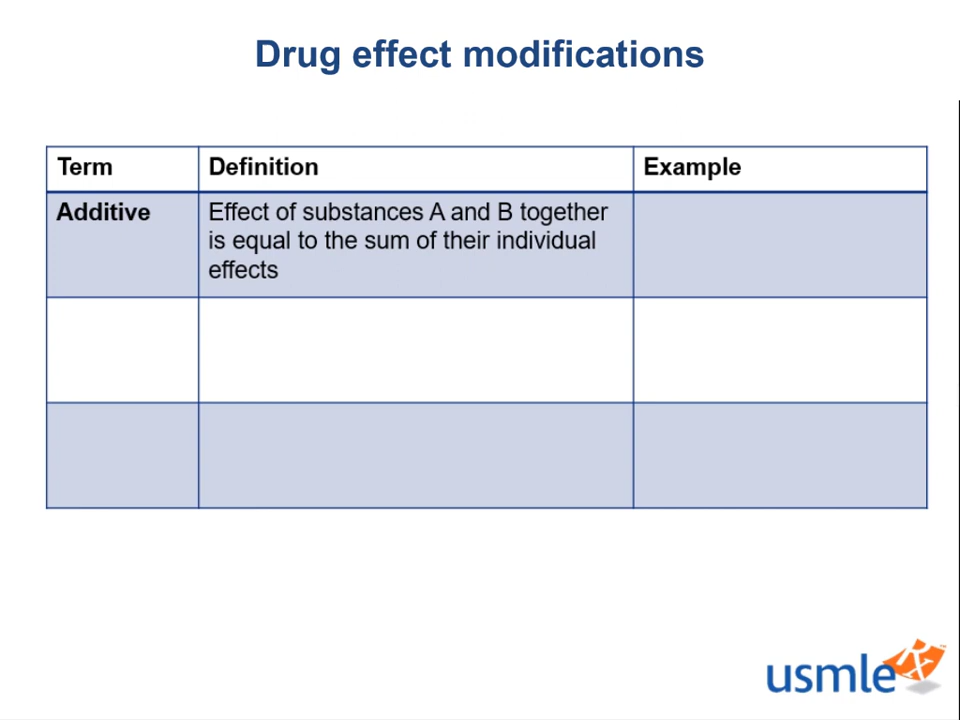 Drug effect modifications
Term Definition Example
Additive Effect of substances A and B together
is equal to the sum of their individual
effects
usmle Rx